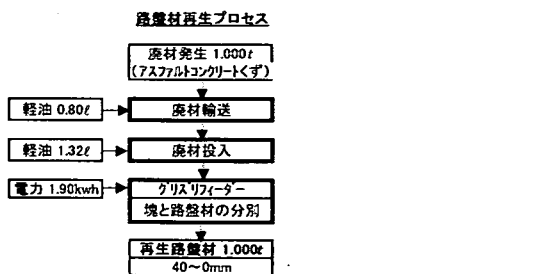 路盤材再生プロセス
廃材発生 1.000t
(アスファルトコンクリートくず)
軽油 0.80ℓ
廃材輸送
軽油 1.32ℓ
廃材投入
電力 1.90kwh
グリズリフィーダー
塊と路盤材の分別
再生路盤材 1.000t
40～0mm